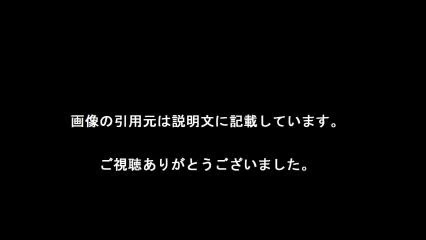 画像の引用元は説明文に記載しています。
ご視聴ありがとうございました。